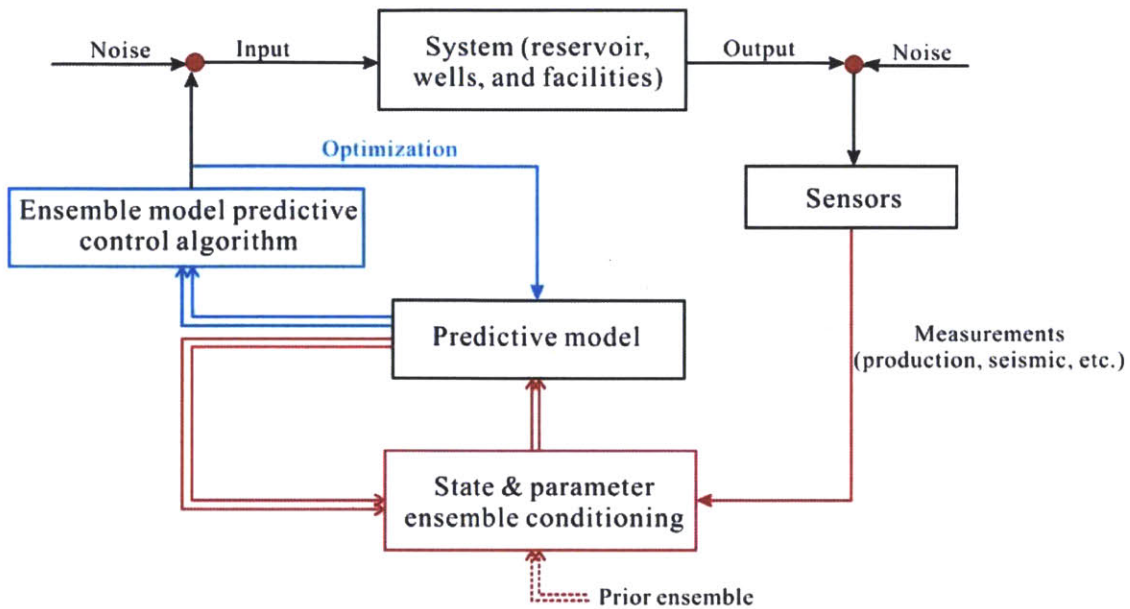 Noise
Input
System (reservoir,
wells, and facilities)
Output
Noise
Optimization
Ensemble model predictive
control algorithm
Sensors
Predictive model
Measurements
(production, seismic, etc.)
State & parameter
ensemble conditioning
Prior ensemble